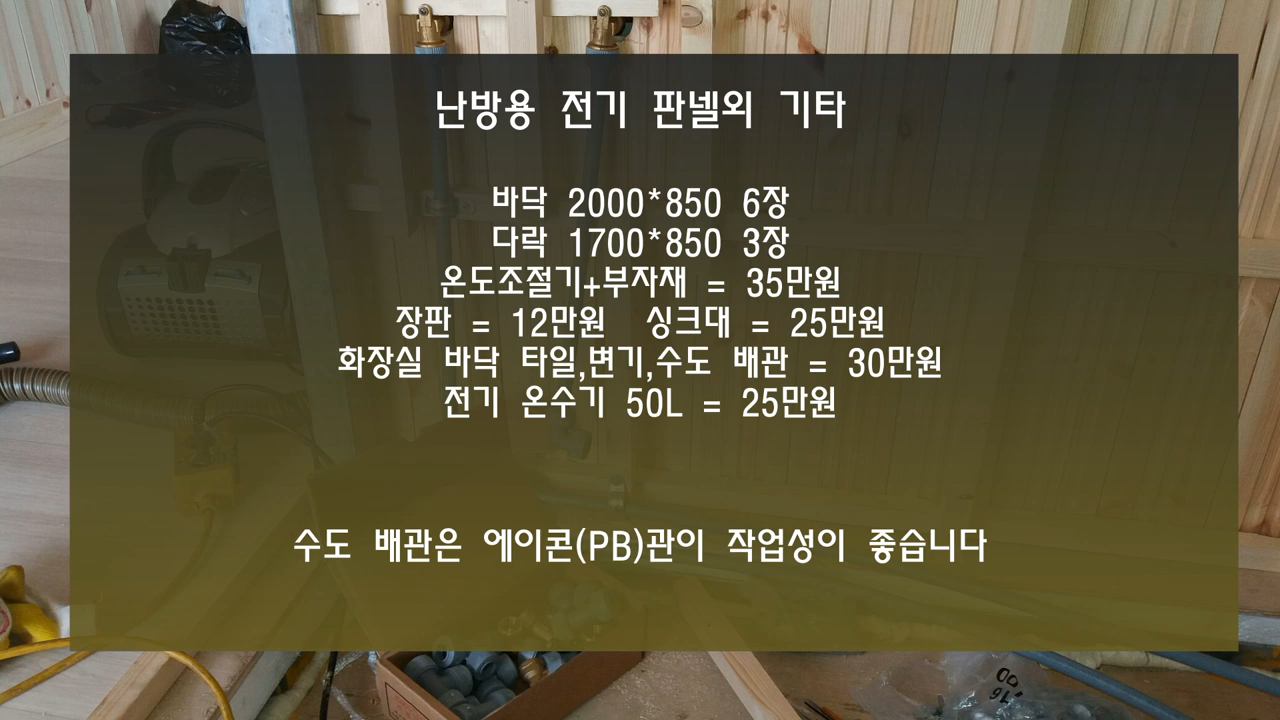 난방용 전기 판넬외 기타
바닥 2000*850 6장
다락 1700*850 3장
온도조절기+부자재 = 35만원
장판 = 12만원 싱크대 = 25만원
화장실 바닥 타일,변기,수도 배관 = 30만원
전기 온수기 50L = 25만원
수도 배관은 에이콘(PB)관이 작업성이 좋습니다